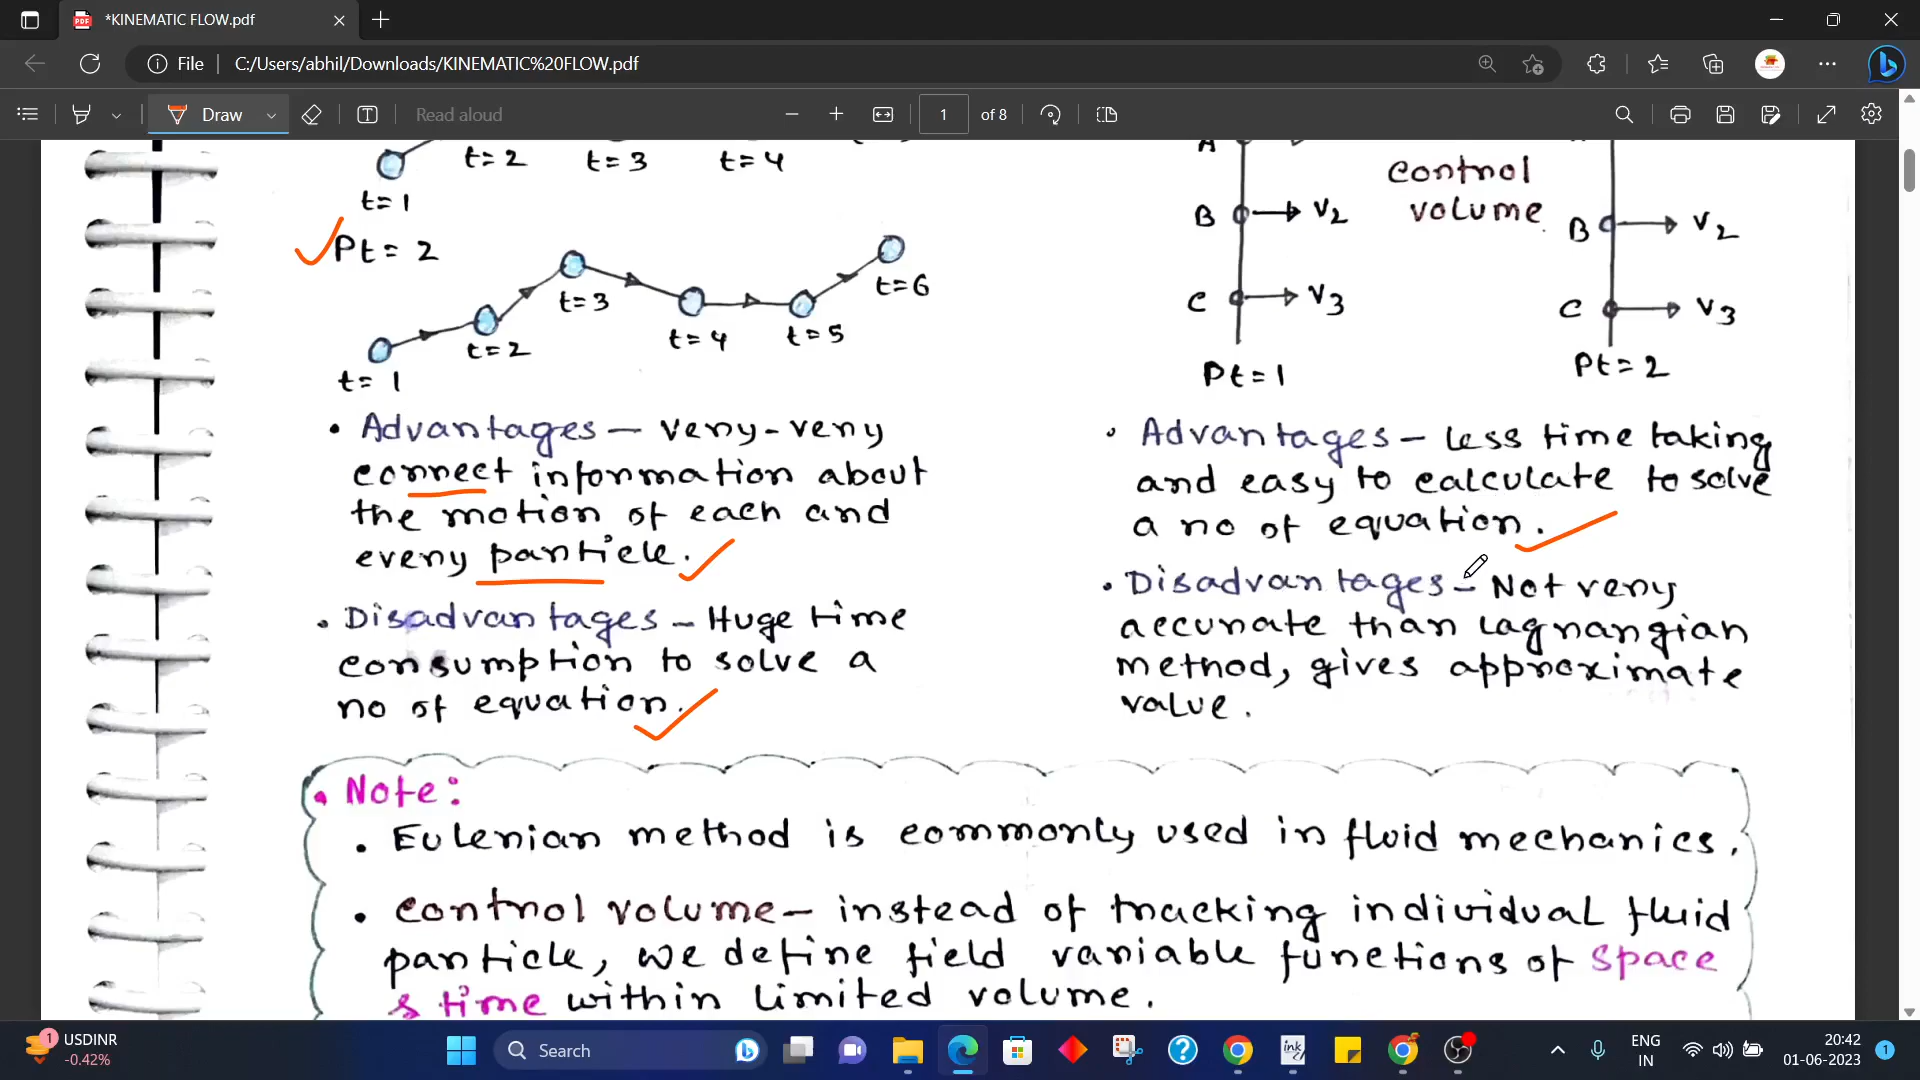 *KINEMATIC FLOW.pdf
File
C:/Users/abhil/Downloads/KINEMATIC%20FLOW.pdf
Draw
Read aloud
1 of 8
t=2 t=3 t=4
t=1
Pt=2
t=1
t=2
t=3
t=4
t=5
t=6
A
B V2
C V3
Pt=1
control
volume
B V2
C V3
Pt=2
• Advantages – very-very
correct information about
the motion of each and
every particle.
• Disadvantages – Huge time
consumption to solve a
no of equation.
• Advantages – Less time taking
and easy to calculate to solve
a no of equation.
• Disadvantages – Not very
accurate than Lagrangian
method, gives approximate
value.
• Note:
• Eulerian method is commonly used in fluid mechanics.
• control volume – instead of tracking individual fluid
particle, we define field variable functions of space
& time within limited volume.
1
USDINR
-0.42%
Search
ENG
IN
20:42
01-06-2023
1